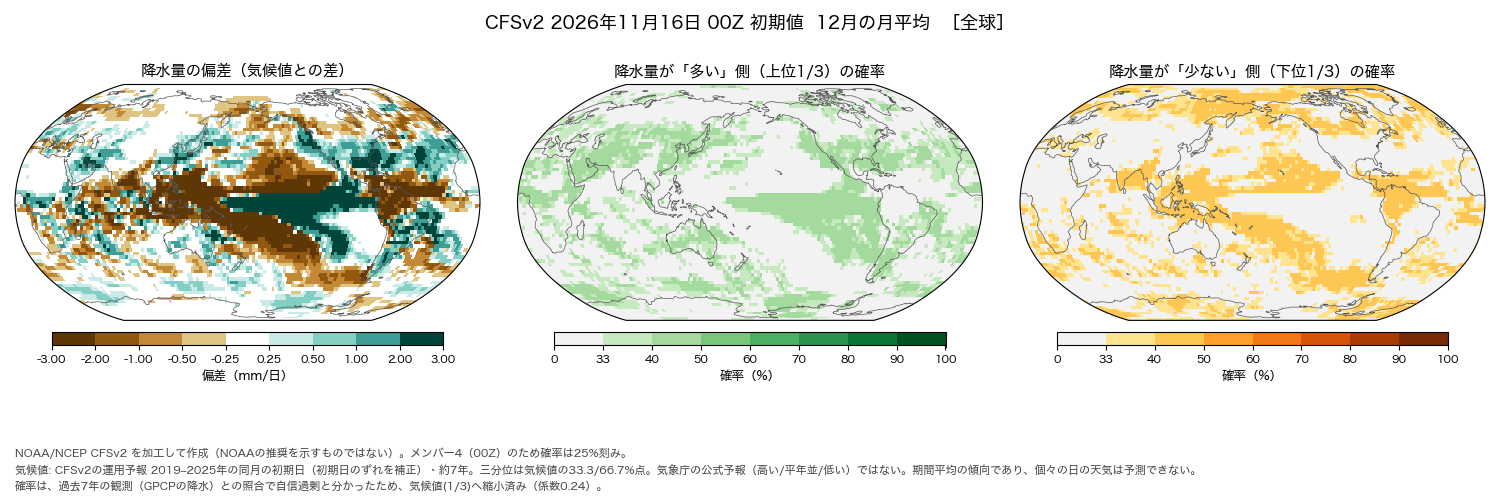 CFSv2 2026年11月16日 00Z 初期値  12月の月平均  ［全球］
降水量の偏差（気候値との差）
降水量が「多い」側（上位1/3）の確率
降水量が「少ない」側（下位1/3）の確率
-3.00 -2.00 -1.00 -0.50 -0.25 0.25 0.50 1.00 2.00 3.00
偏差（mm/日）
0 33 40 50 60 70 80 90 100
確率（%）
0 33 40 50 60 70 80 90 100
確率（%）
NOAA/NCEP CFSv2 を加工して作成（NOAAの推奨を示すものではない）。メンバー4（00Z）のため確率は25%刻み。
気候値: CFSv2の運用予報 2019–2025年の同月の初期日（初期日のずれを補正）・約7年。三分位は気候値の33.3/66.7%点。気象庁の公式予報（高い/平年並/低い）ではない。期間平均の傾向であり、個々の日の天気は予測できない。
確率は、過去7年の観測（GPCPの降水）との照合で自信過剰と分かったため、気候値(1/3)へ縮小済み（係数0.24）。